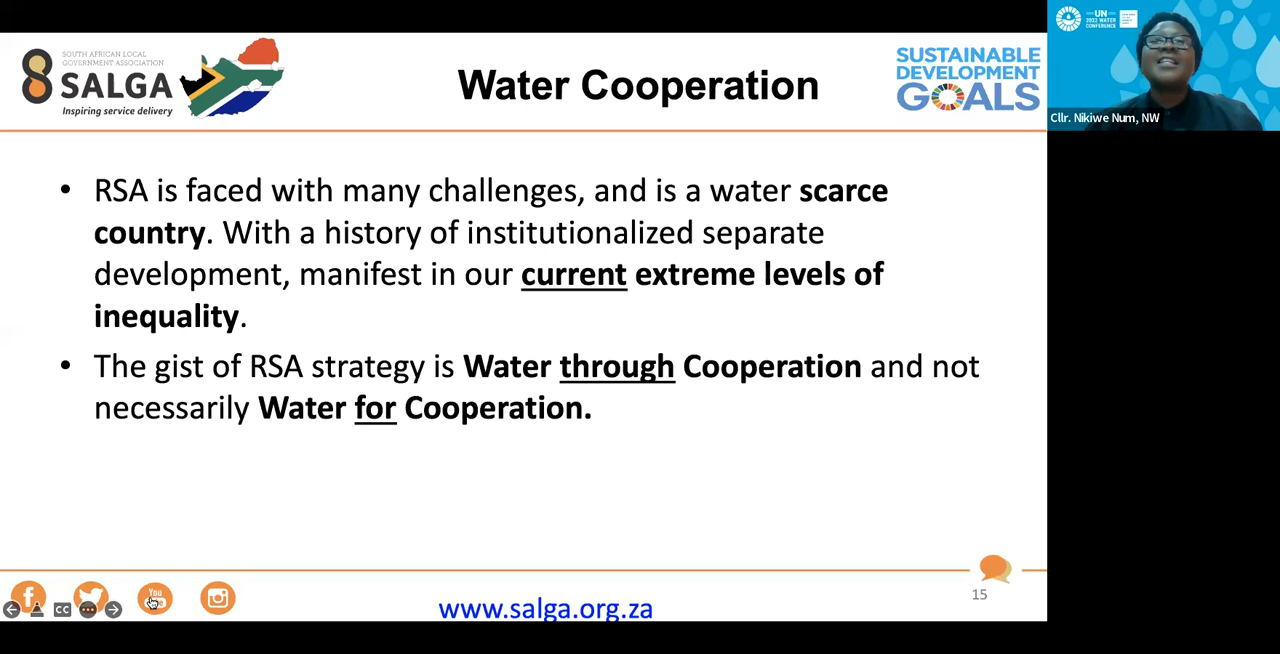 SOUTH AFRICAN LOCAL
GOVERNMENT ASSOCIATION
SALGA
Inspiring service delivery
Water Cooperation
SUSTAINABLE
DEVELOPMENT
GOALS
UN
2023 WATER
CONFERENCE
Cllr. Nikiwe Num, NW
• RSA is faced with many challenges, and is a water scarce
country. With a history of institutionalized separate
development, manifest in our current extreme levels of
inequality.
• The gist of RSA strategy is Water through Cooperation and not
necessarily Water for Cooperation.
You
CC
www.salga.org.za
15